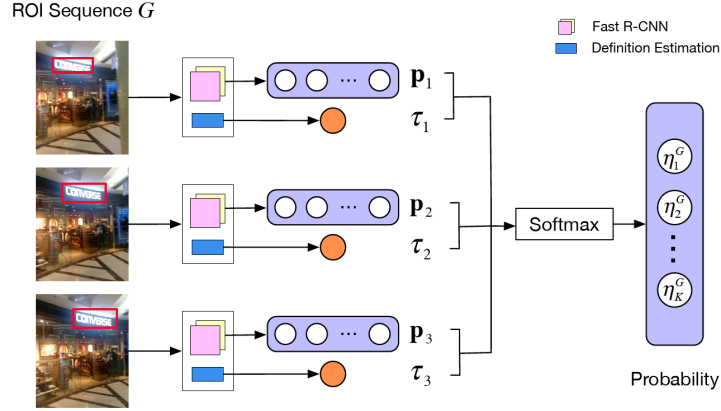 ROI Sequence G
Fast R-CNN
Definition Estimation
CONVERSE
p₁
τ₁
CONVERSE
p₂
τ₂
CONVERSE
p₃
τ₃
...
...
...
Softmax
η₁ᴳ
η₂ᴳ
⋮
η_Kᴳ
Probability